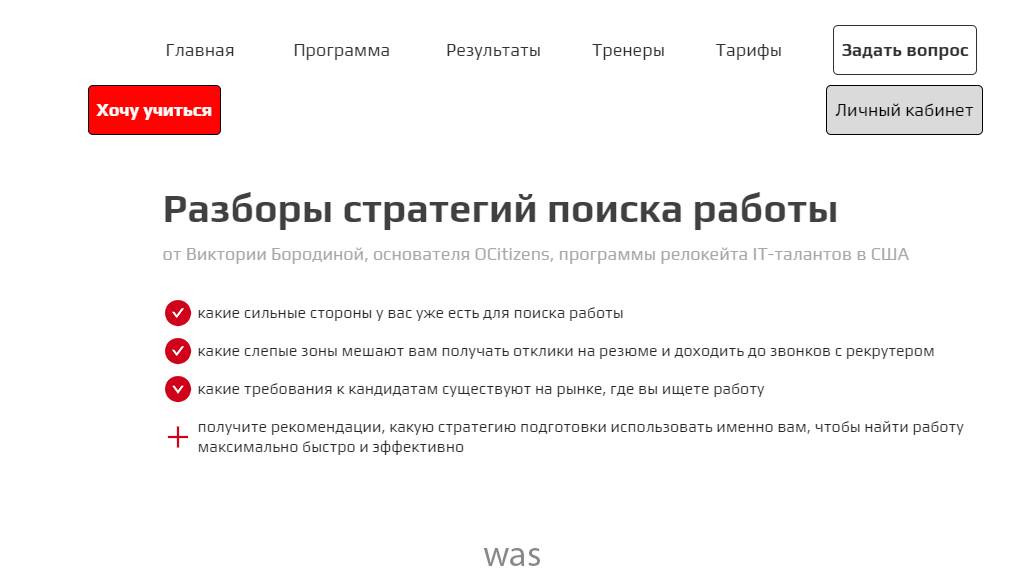 Главная Программа Результаты Тренеры Тарифы Задать вопрос
Хочу учиться Личный кабинет
Разборы стратегий поиска работы
от Виктории Бородиной, основателя OCitizens, программы релокейта IT-талантов в США
какие сильные стороны у вас уже есть для поиска работы
какие слепые зоны мешают вам получать отклики на резюме и доходить до звонков с рекрутером
какие требования к кандидатам существуют на рынке, где вы ищете работу
получите рекомендации, какую стратегию подготовки использовать именно вам, чтобы найти работу
максимально быстро и эффективно
was